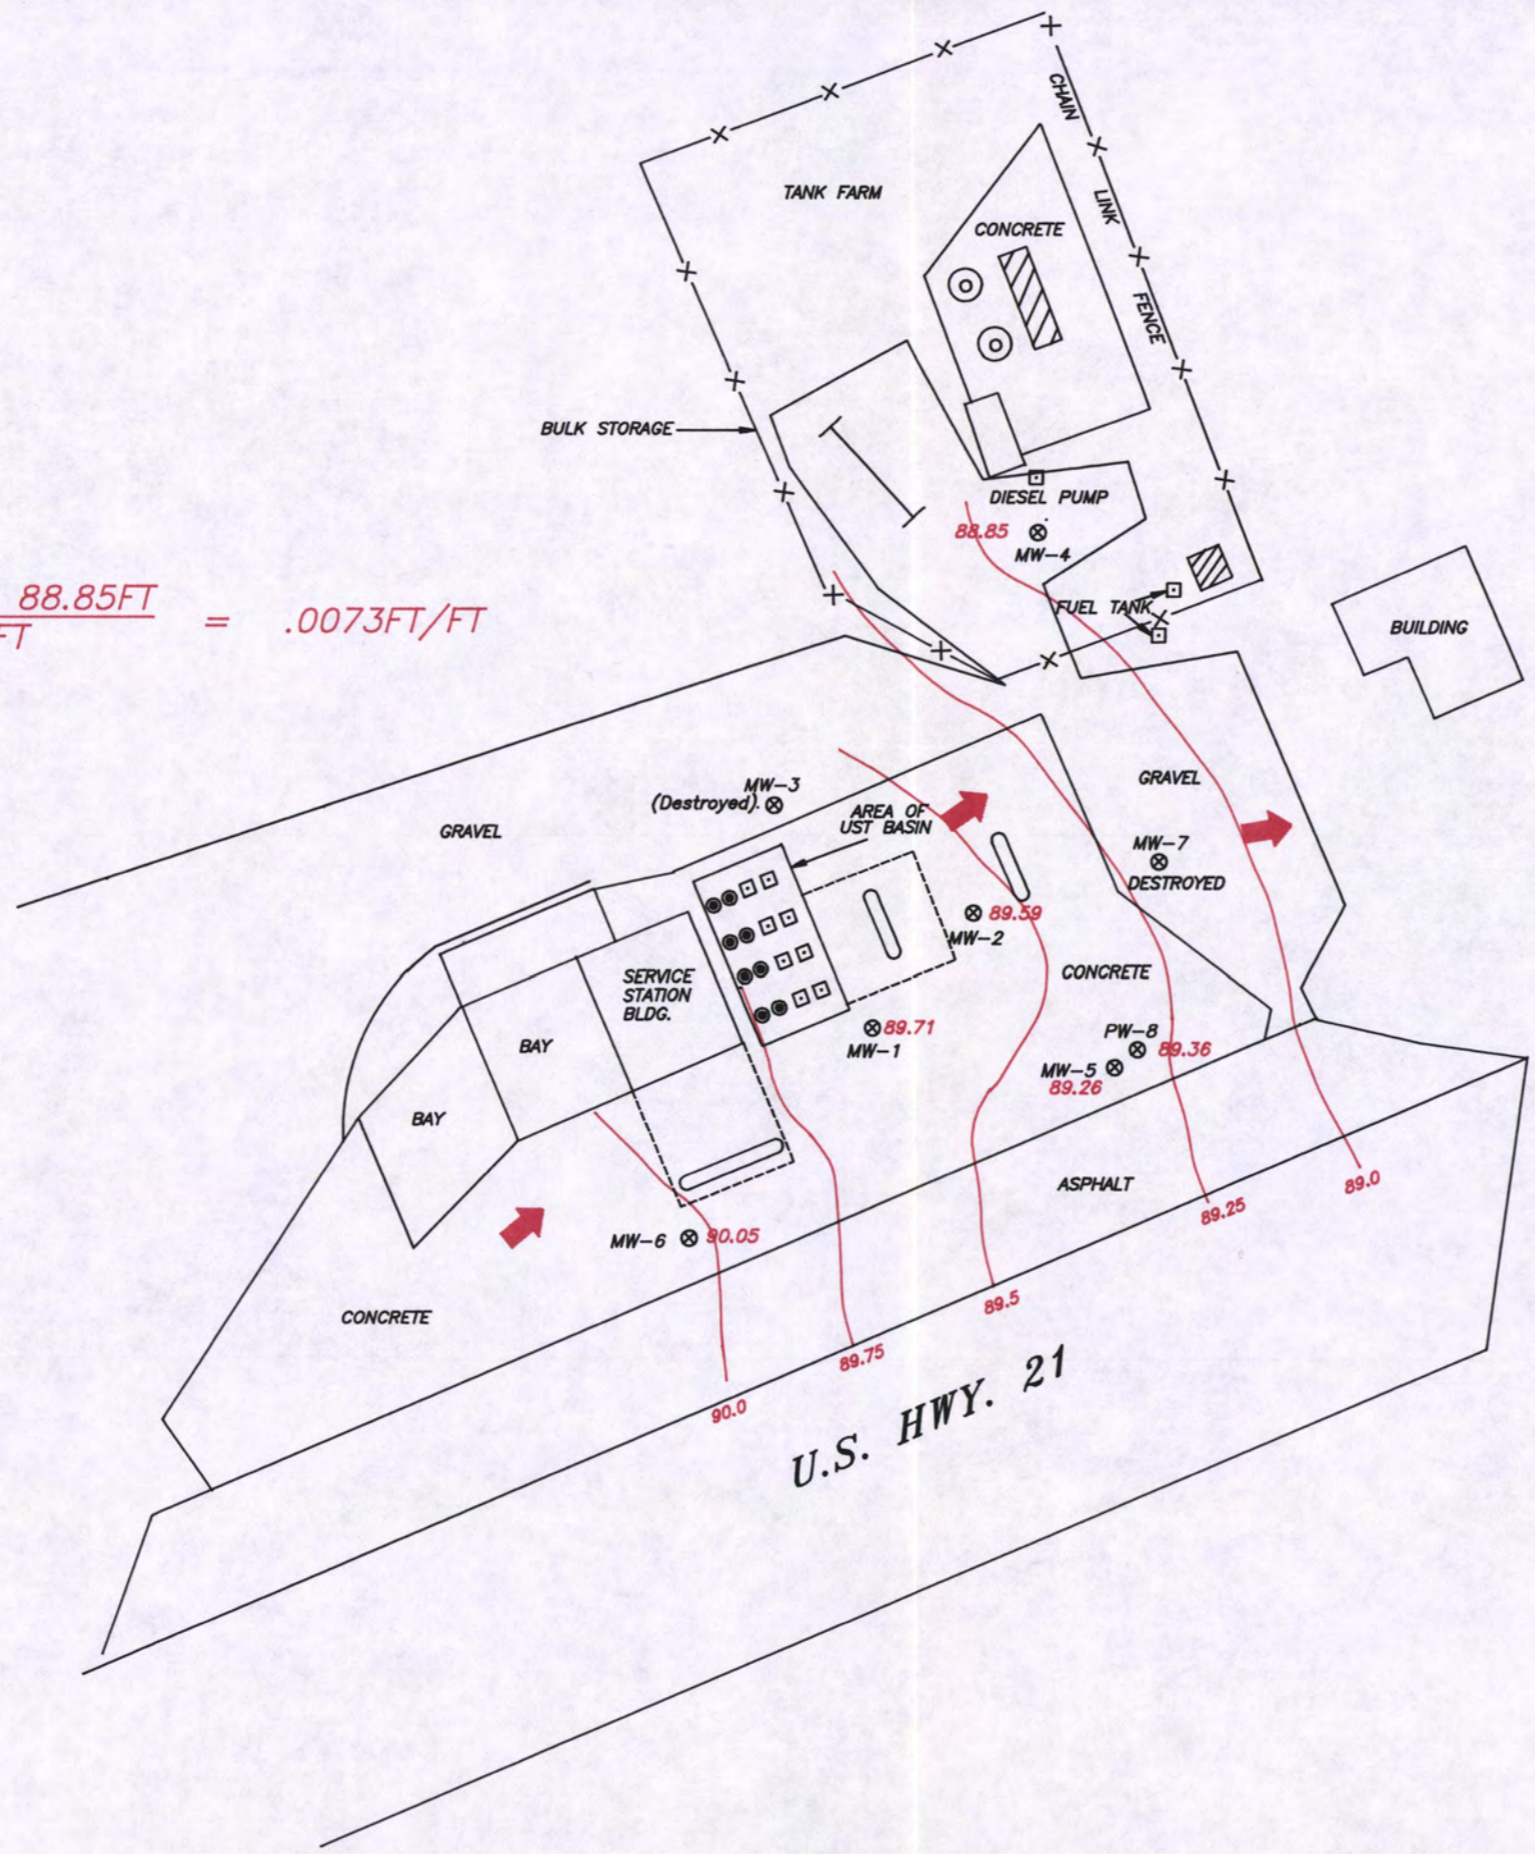 CHAIN
LINK
FENCE
TANK FARM
CONCRETE
BULK STORAGE
DIESEL PUMP
88.85
MW-4
FUEL TANK
BUILDING
88.85FT
FT
= .0073FT/FT
MW-3
(Destroyed).
GRAVEL
AREA OF
UST BASIN
GRAVEL
MW-7
DESTROYED
89.59
MW-2
SERVICE
STATION
BLDG.
CONCRETE
BAY
89.71
MW-1
PW-8
89.36
MW-5
89.26
BAY
ASPHALT
MW-6
90.05
CONCRETE
89.0
89.25
89.5
89.75
90.0
U.S. HWY. 21